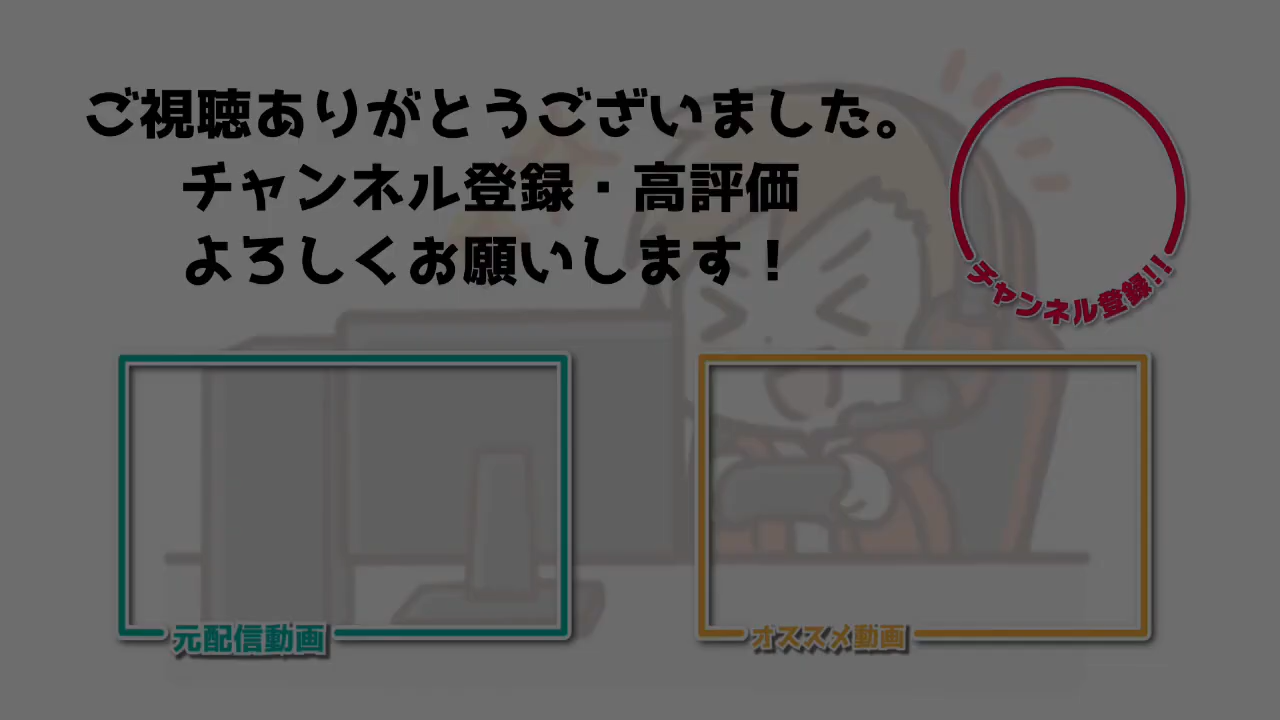 ご視聴ありがとうございました。
チャンネル登録・高評価
よろしくお願いします！
チャンネル登録!!
元配信動画
オススメ動画